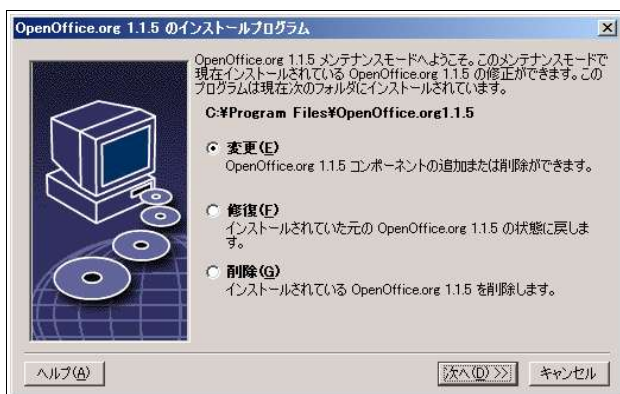 OpenOffice.org 1.1.5 のインストールプログラム
OpenOffice.org 1.1.5 メンテナンスモードへようこそ。このメンテナンスモードで
現在インストールされている OpenOffice.org 1.1.5 の修正ができます。この
プログラムは現在次のフォルダにインストールされています。
C:¥Program Files¥OpenOffice.org1.1.5
変更(E)
OpenOffice.org 1.1.5 コンポーネントの追加または削除ができます。
修復(F)
インストールされていた元の OpenOffice.org 1.1.5 の状態に戻しま
す。
削除(G)
インストールされている OpenOffice.org 1.1.5 を削除します。
ヘルプ(A)
次へ(D) >>
キャンセル